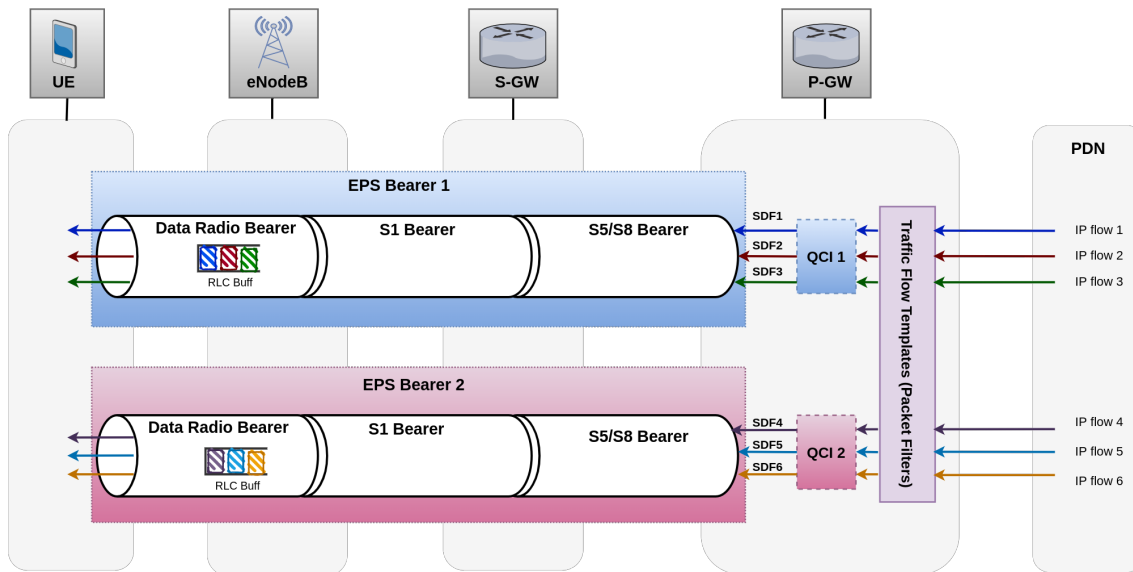 UE
eNodeB
S-GW
P-GW
PDN
EPS Bearer 1
Data Radio Bearer
S1 Bearer
S5/S8 Bearer
RLC Buff
SDF1
SDF2
SDF3
QCI 1
Traffic Flow Templates (Packet Filters)
IP flow 1
IP flow 2
IP flow 3
EPS Bearer 2
Data Radio Bearer
S1 Bearer
S5/S8 Bearer
RLC Buff
SDF4
SDF5
SDF6
QCI 2
IP flow 4
IP flow 5
IP flow 6